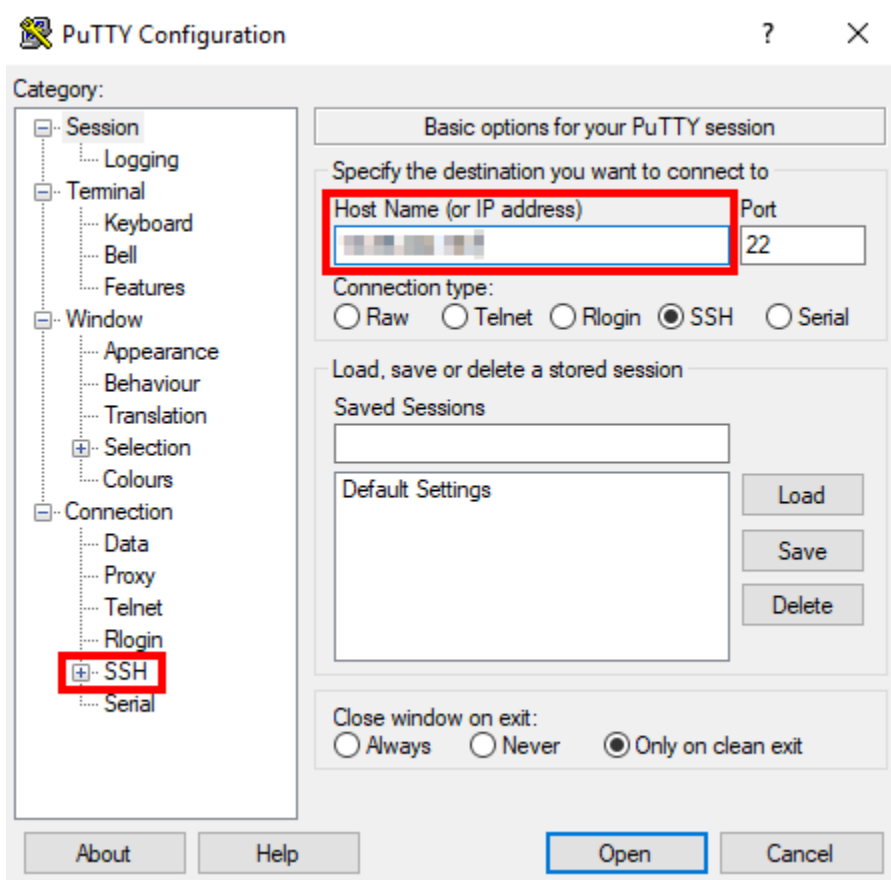 PuTTY Configuration
?
Category:
Session
Logging
Terminal
Keyboard
Bell
Features
Window
Appearance
Behaviour
Translation
Selection
Colours
Connection
Data
Proxy
Telnet
Rlogin
SSH
Serial
Basic options for your PuTTY session
Specify the destination you want to connect to
Host Name (or IP address)
Port
22
Connection type:
Raw Telnet Rlogin SSH Serial
Load, save or delete a stored session
Saved Sessions
Default Settings
Load
Save
Delete
Close window on exit:
Always Never Only on clean exit
About Help Open Cancel